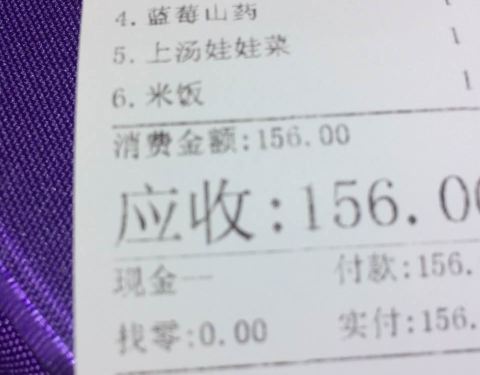 4. 蓝莓山药
5. 上汤娃娃菜 1
6. 米饭 1
消费金额:156.00
应收:156.00
现金一 付款:156.
找零:0.00 实付:156.